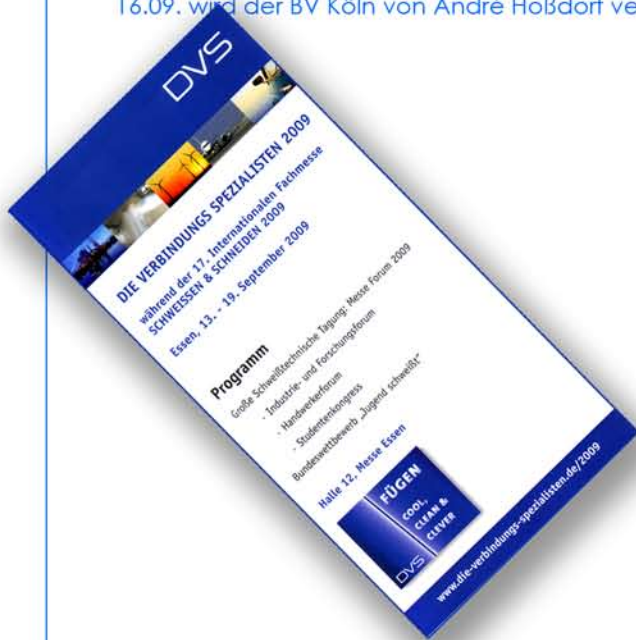 16.09. wird der BV Köln von André Hoßdorf ve
DVS
DIE VERBINDUNGS SPEZIALISTEN 2009
während der 17. Internationalen Fachmesse
SCHWEISSEN & SCHNEIDEN 2009
Essen, 13. - 19. September 2009
Programm
Große Schweißtechnische Tagung: Messe Forum 2009
· Industrie- und Forschungsforum
· Handwerkerforum
· Studentenkongress
Bundeswettbewerb „Jugend schweißt“
Halle 12, Messe Essen
FÜGEN
COOL,
CLEAN &
CLEVER
DVS
www.die-verbindungs-spezialisten.de/2009